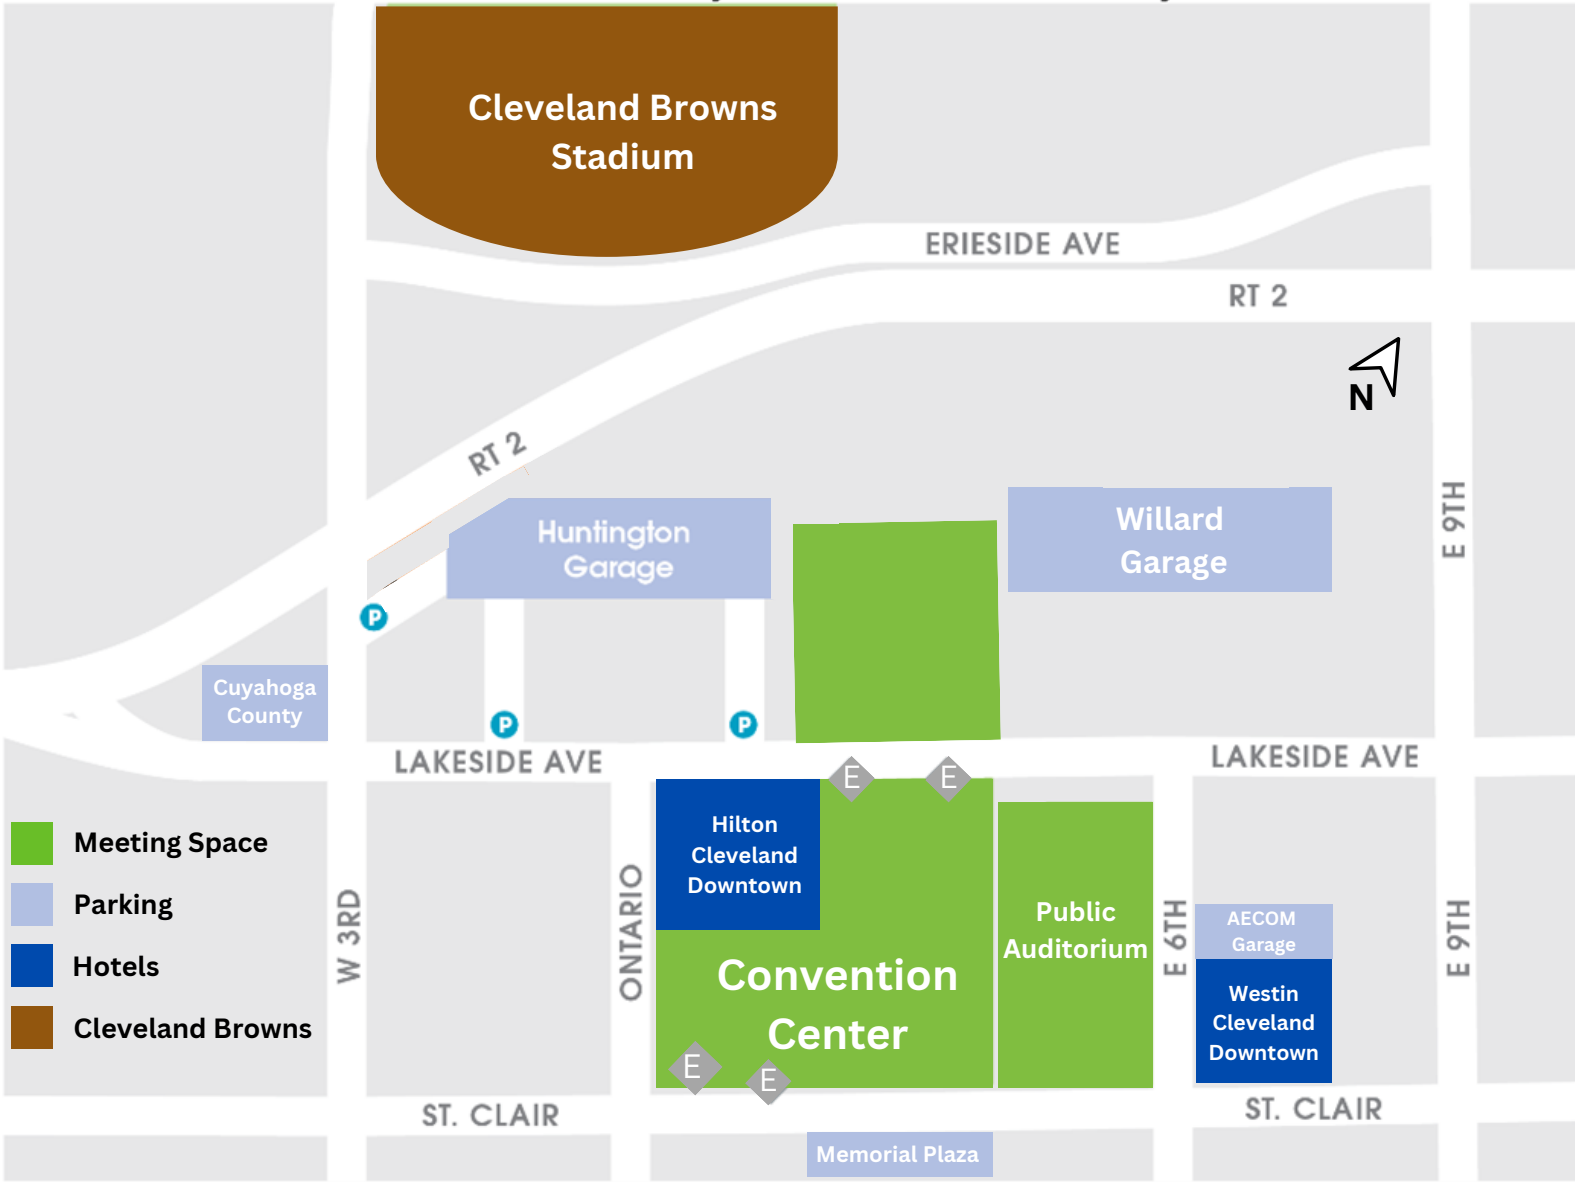 Cleveland Browns
Stadium
ERIESIDE AVE
RT 2
N
RT 2
E 9TH
Huntington
Garage
Willard
Garage
P
Cuyahoga
County
P
P
LAKESIDE AVE
LAKESIDE AVE
E
E
Hilton
Cleveland
Downtown
Meeting Space
Parking
Hotels
Cleveland Browns
W 3RD
ONTARIO
Public
Auditorium
E 6TH
AECOM
Garage
E 9TH
Convention
Center
Westin
Cleveland
Downtown
E
E
ST. CLAIR
ST. CLAIR
Memorial Plaza